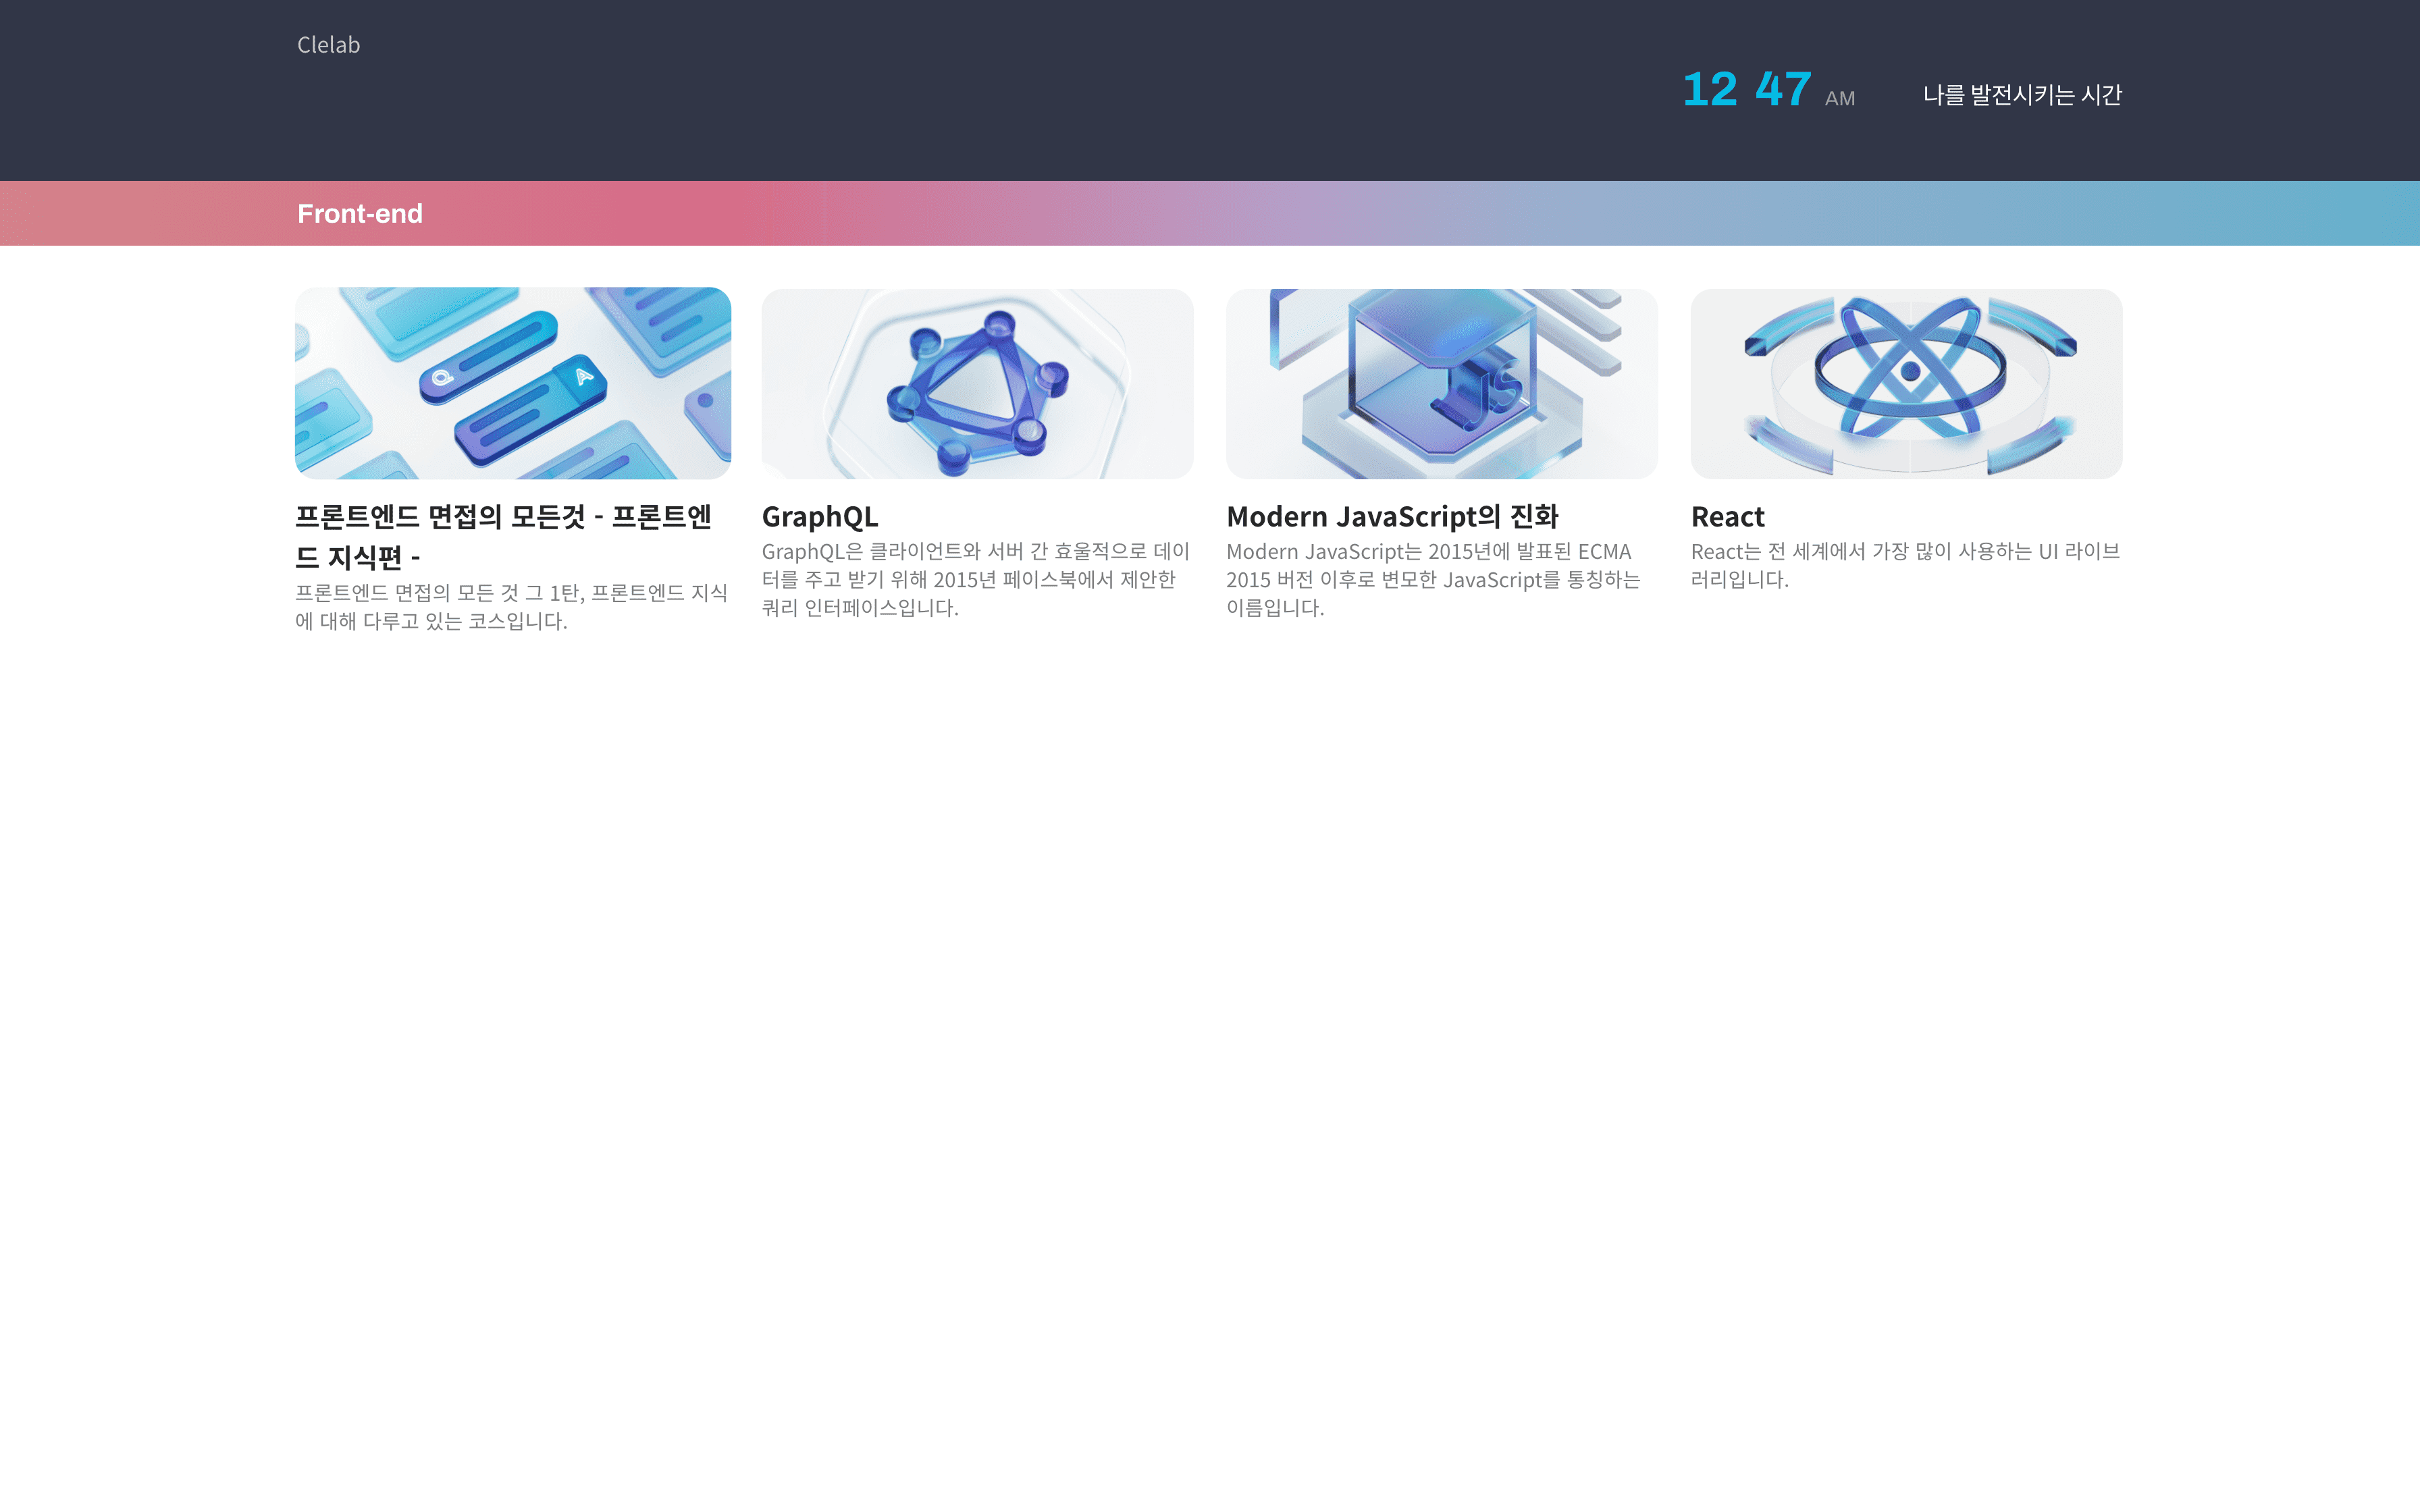 Clelab
12 47 AM
나를 발전시키는 시간
Front-end
Q
A
프론트엔드 면접의 모든것 - 프론트엔
드 지식편 -
프론트엔드 면접의 모든 것 그 1탄, 프론트엔드 지식
에 대해 다루고 있는 코스입니다.
GraphQL
GraphQL은 클라이언트와 서버 간 효율적으로 데이
터를 주고 받기 위해 2015년 페이스북에서 제안한
쿼리 인터페이스입니다.
JS
Modern JavaScript의 진화
Modern JavaScript는 2015년에 발표된 ECMA
2015 버전 이후로 변모한 JavaScript를 통칭하는
이름입니다.
React
React는 전 세계에서 가장 많이 사용하는 UI 라이브
러리입니다.